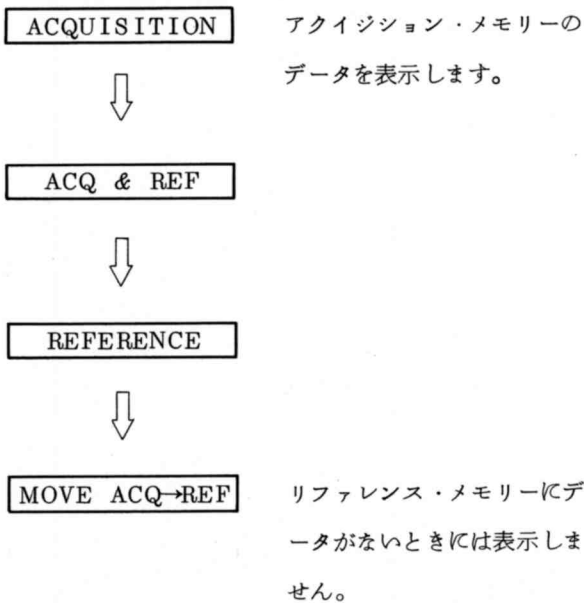 ACQUISITION
アクイジション・メモリーの
データを表示します。
ACQ & REF
REFERENCE
MOVE ACQ→REF
リファレンス・メモリーにデ
ータがないときには表示しま
せん。